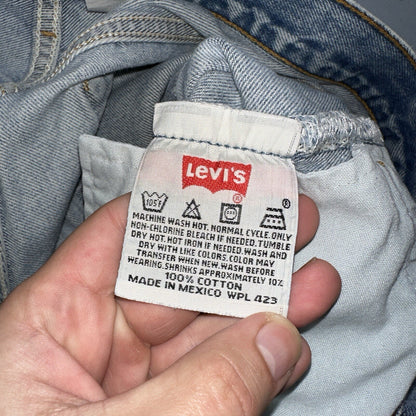 LEVI'S ®
105F ®
MACHINE WASH HOT. NORMAL CYCLE. ONLY
NON-CHLORINE BLEACH IF NEEDED. TUMBLE
DRY HOT. HOT IRON IF NEEDED. WASH AND
DRY WITH LIKE COLORS. COLOR MAY
TRANSFER WHEN NEW. WASH BEFORE
WEARING. SHRINKS APPROXIMATELY 10%
100% COTTON
MADE IN MEXICO WPL 423